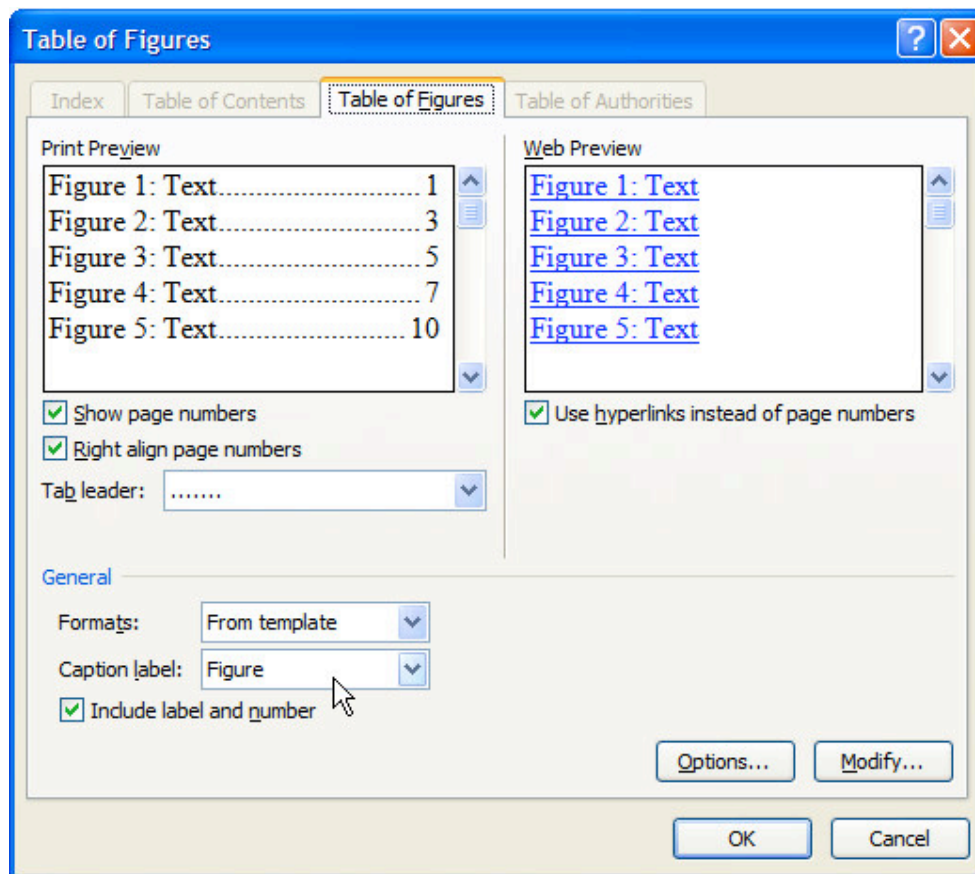 Table of Figures
Index
Table of Contents
Table of Figures
Table of Authorities
Print Preview
Figure 1: Text.............................. 1
Figure 2: Text.............................. 3
Figure 3: Text.............................. 5
Figure 4: Text.............................. 7
Figure 5: Text............................ 10
Show page numbers
Right align page numbers
Tab leader: .......
Web Preview
Figure 1: Text
Figure 2: Text
Figure 3: Text
Figure 4: Text
Figure 5: Text
Use hyperlinks instead of page numbers
General
Formats: From template
Caption label: Figure
Include label and number
Options...
Modify...
OK
Cancel